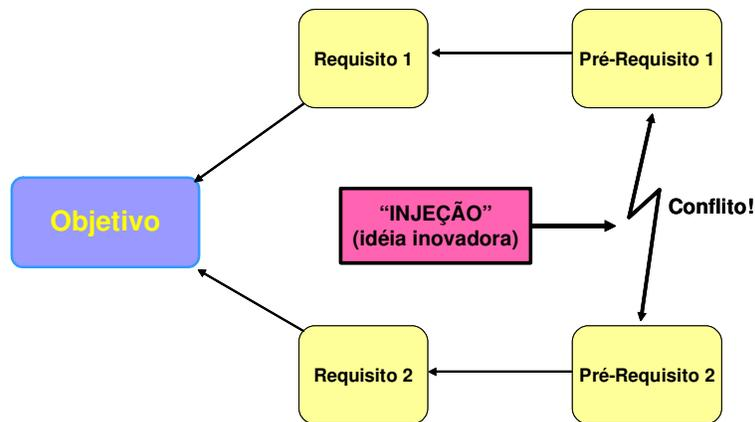 Requisito 1
Pré-Requisito 1
Objetivo
“INJEÇÃO”
(idéia inovadora)
Conflito!
Requisito 2
Pré-Requisito 2